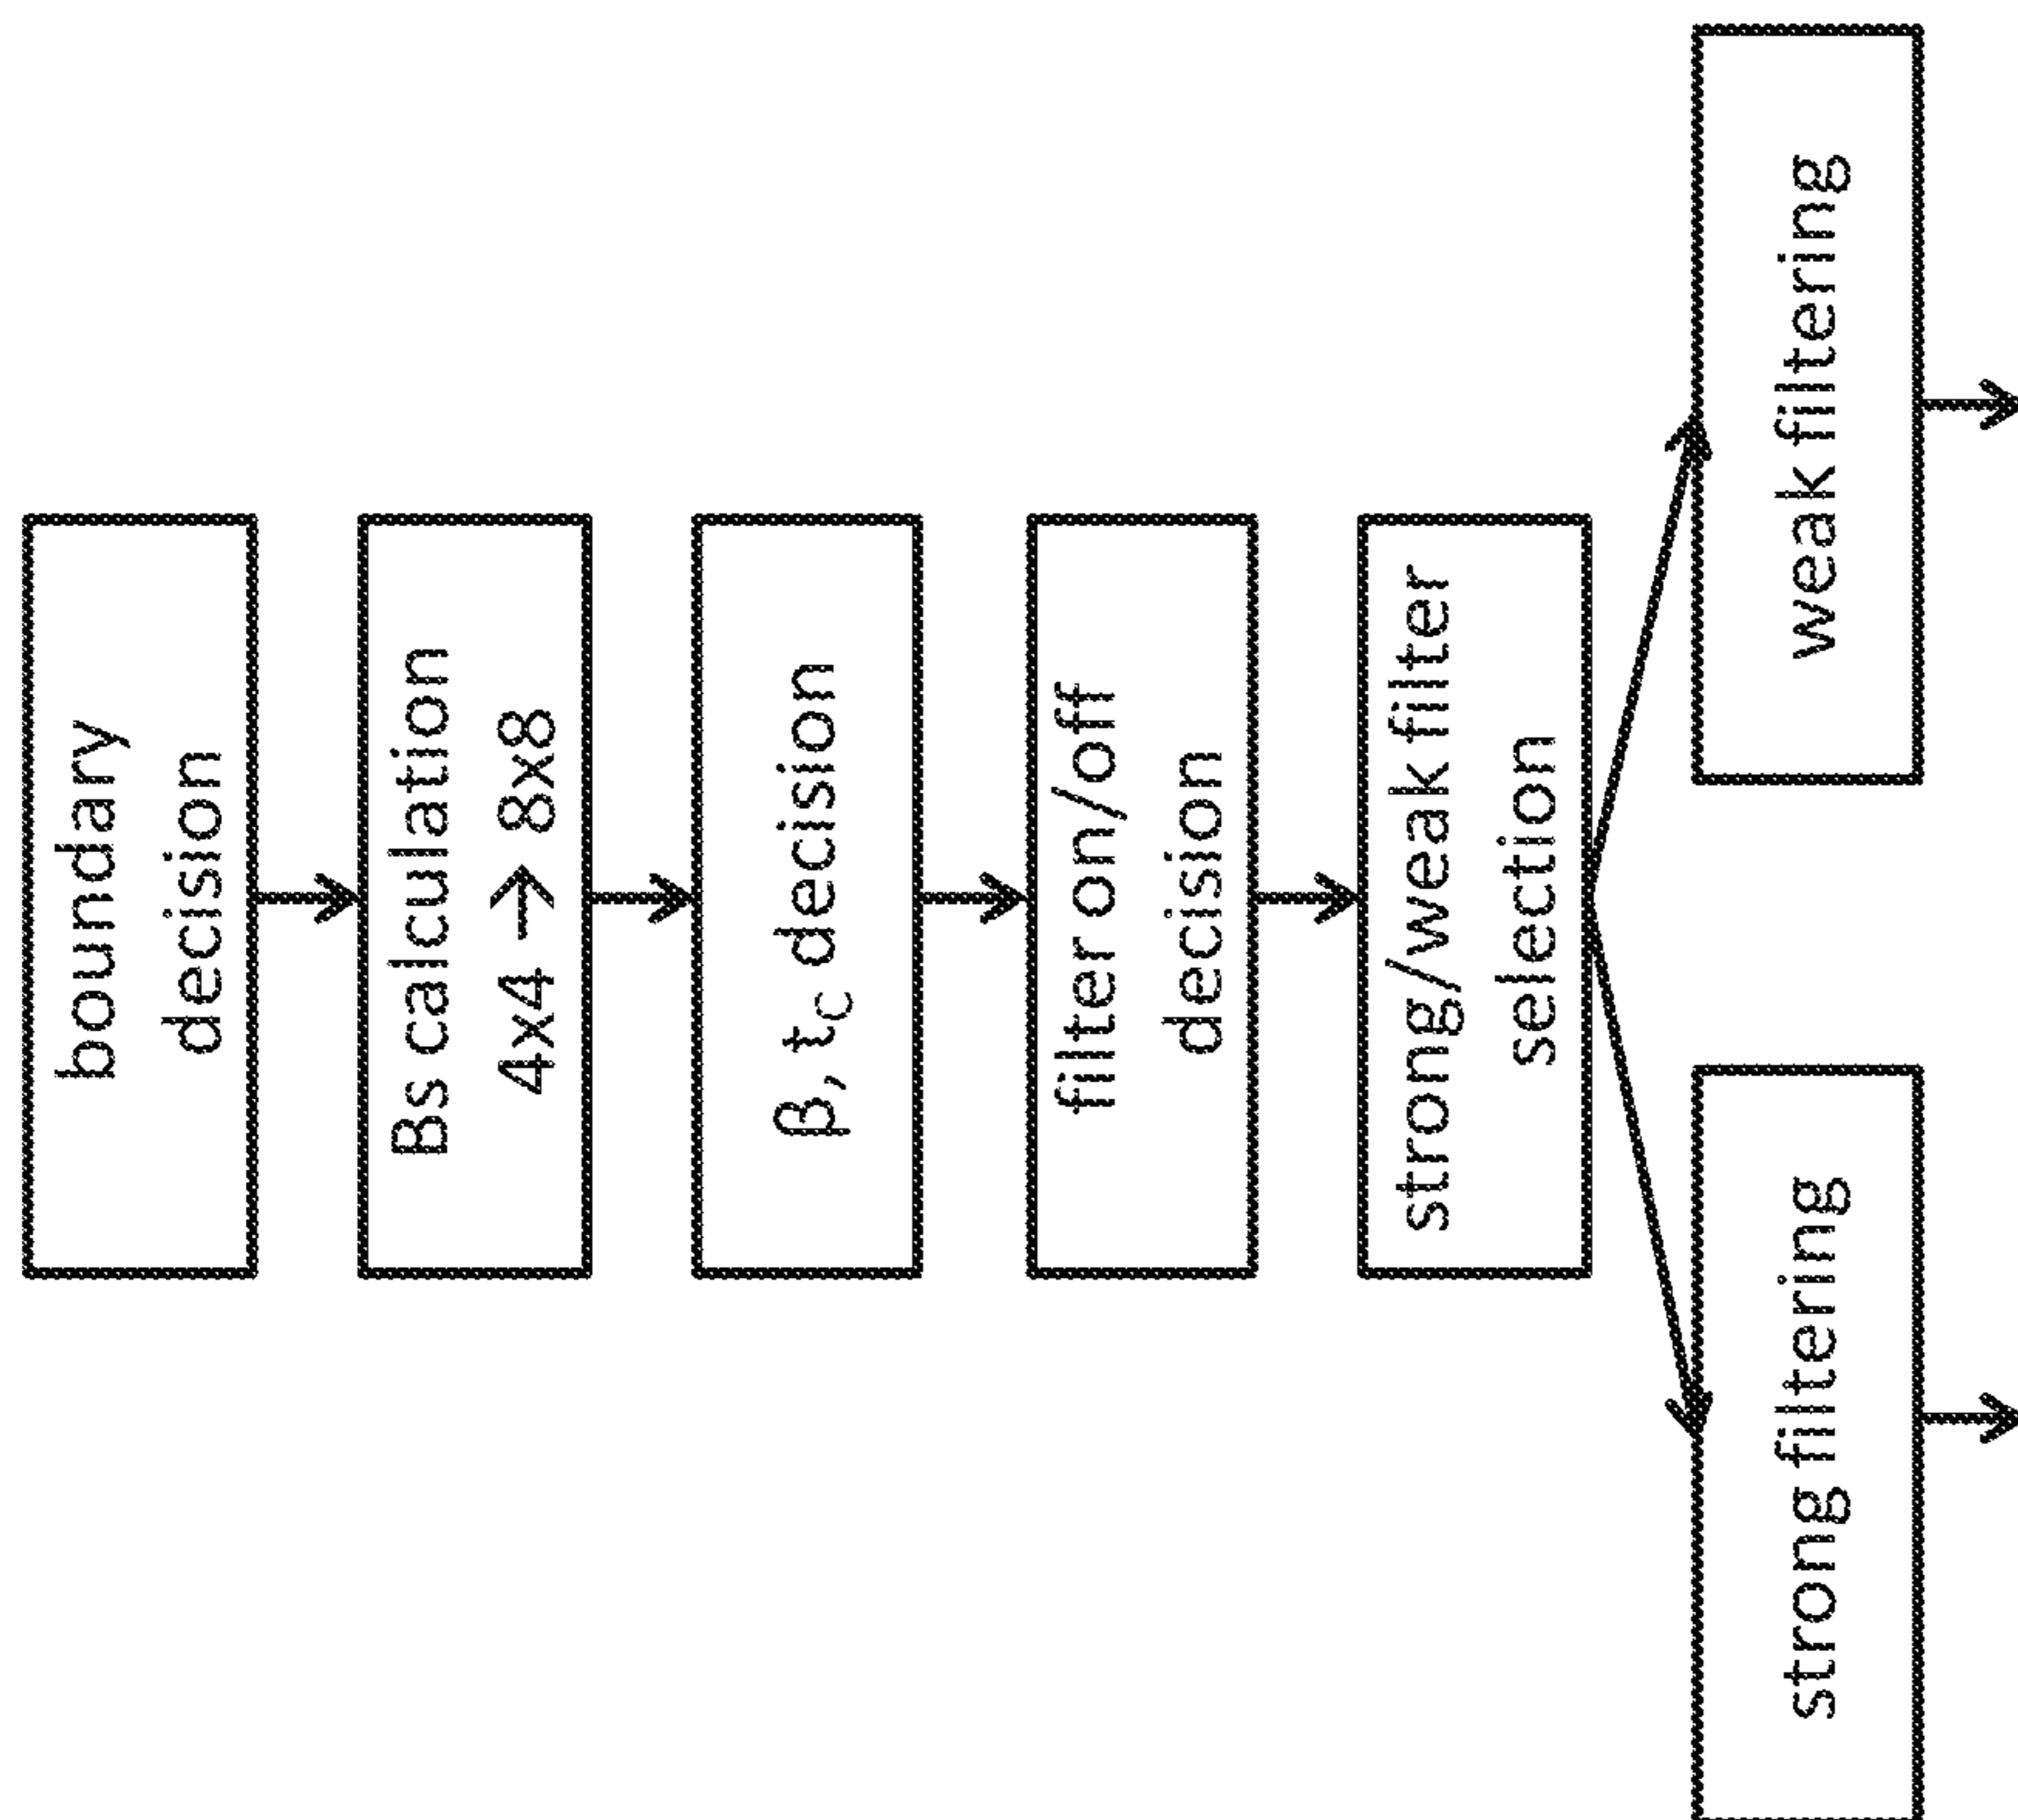 boundary
decision
Bs calculation
4x4 → 8x8
β, t_C decision
filter on/off
decision
strong/weak filter
selection
strong filtering
weak filtering